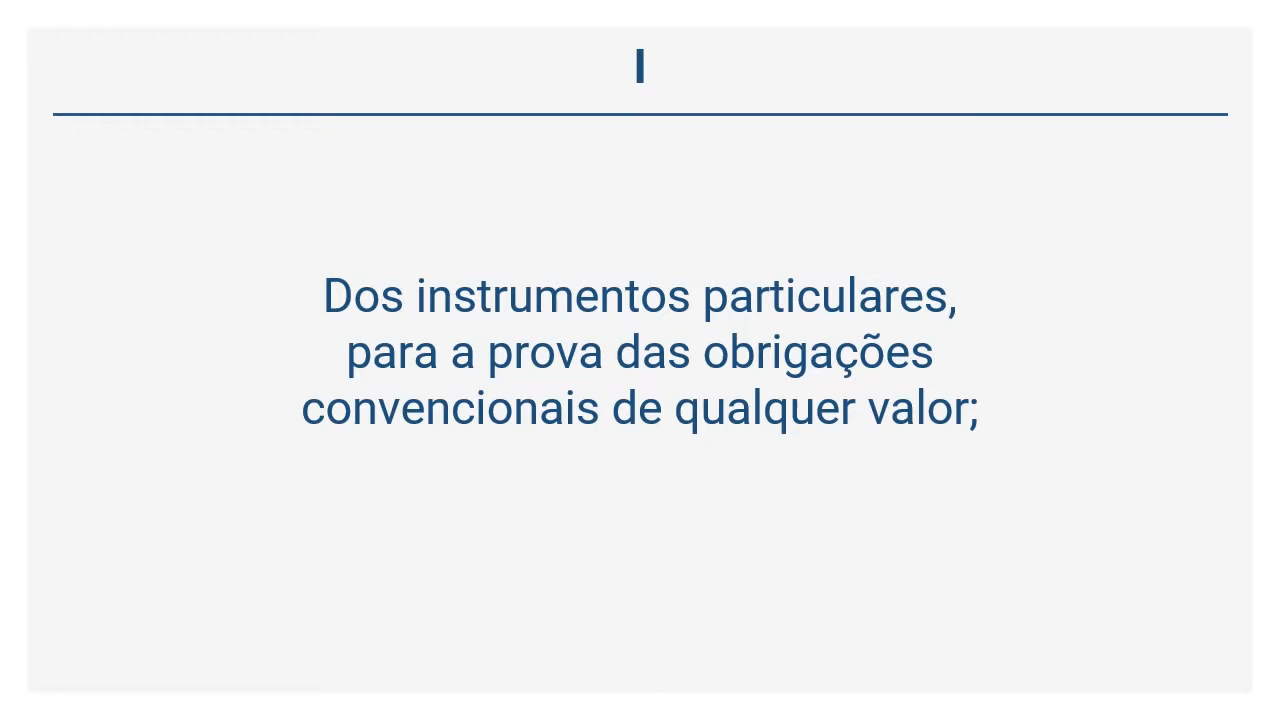 I
Dos instrumentos particulares,
para a prova das obrigações
convencionais de qualquer valor;